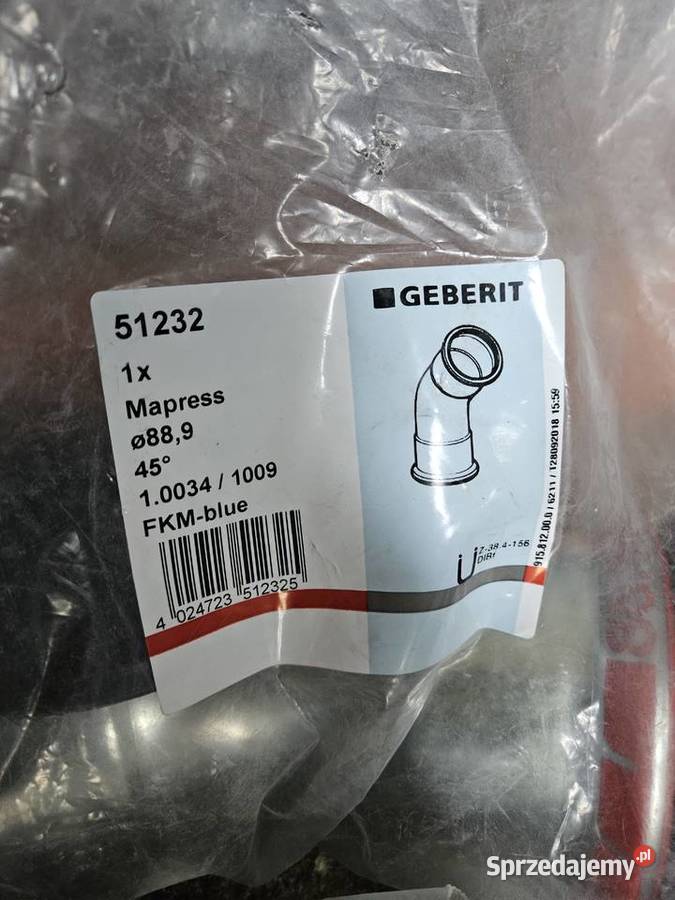 51232
1x
Mapress
ø88,9
45°
1.0034 / 1009
FKM-blue
4 024723 512325
GEBERIT
Z-38.4-156
DIBt
915.812.00.0 / 6211 / 128092018 15:59
Sprzedajemy.pl